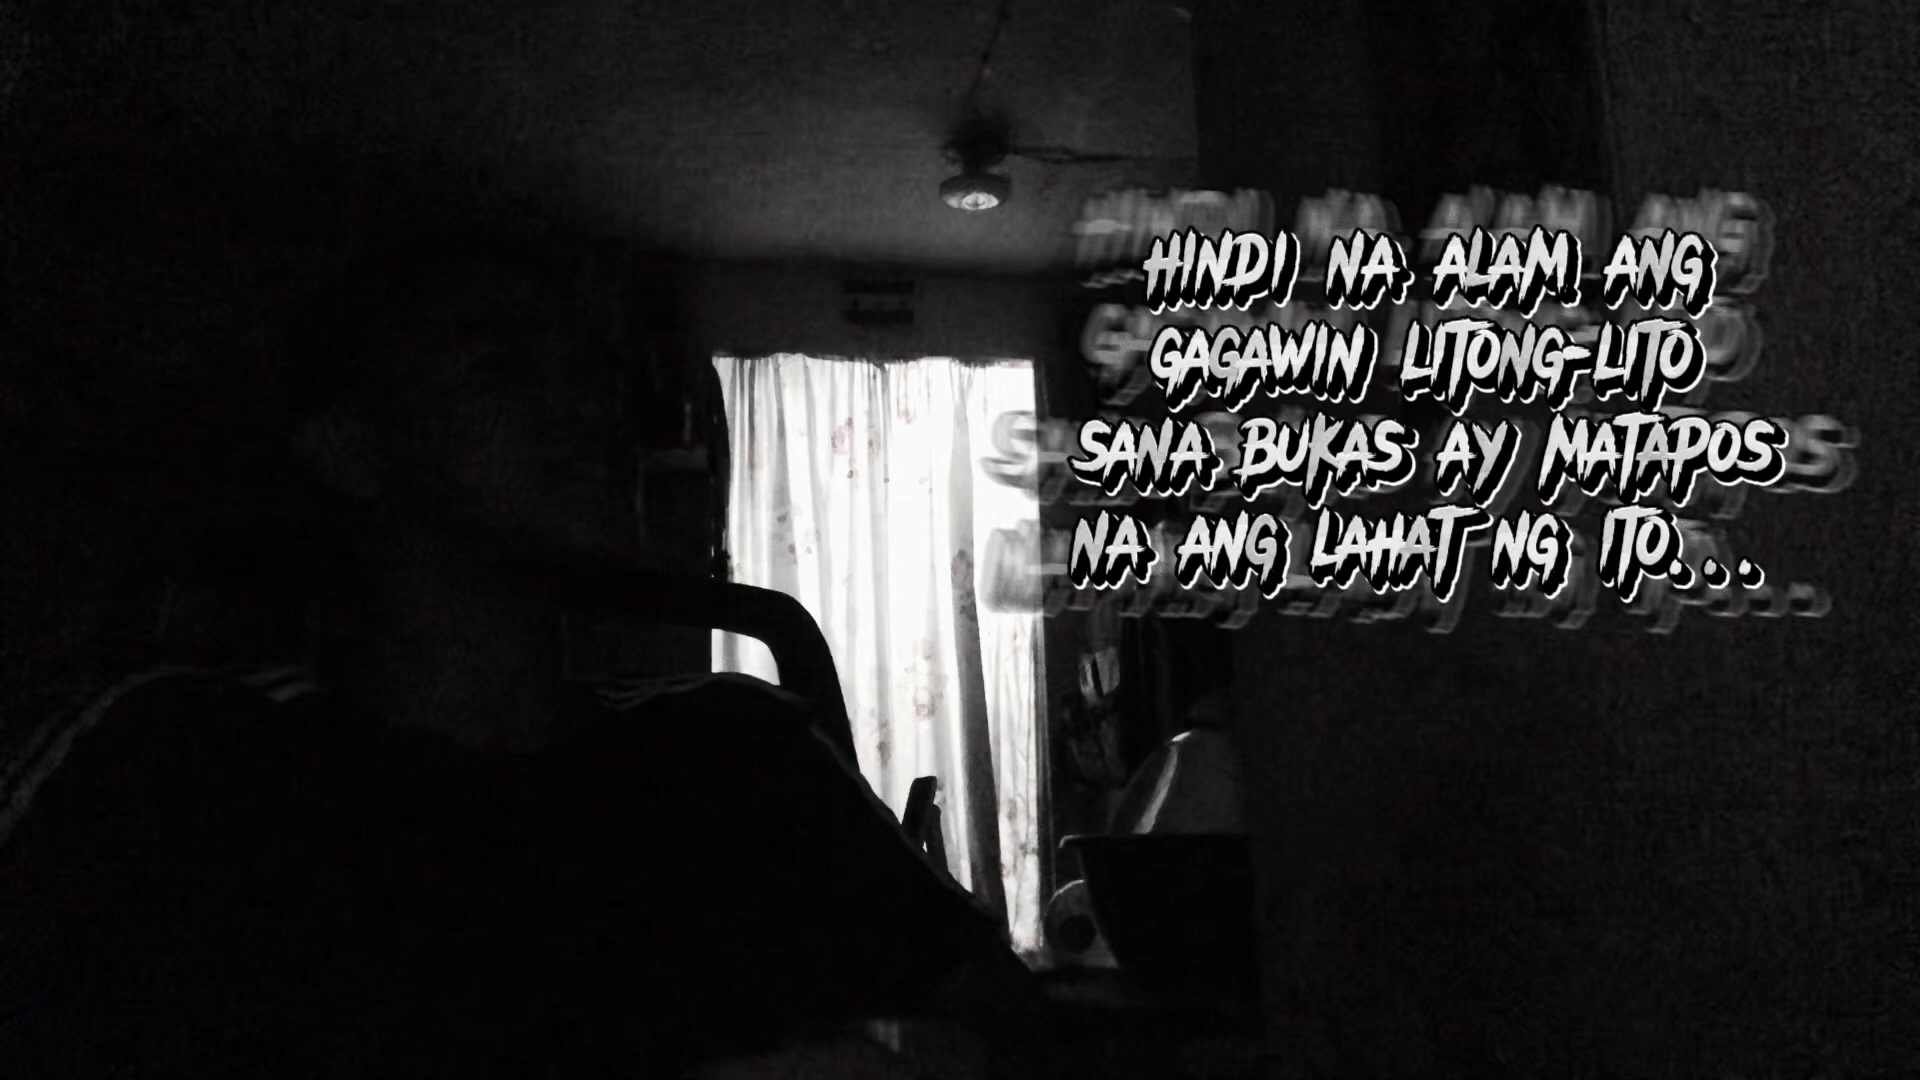 HINDI NA ALAM ANG
GAGAWIN LITONG-LITO
SANA BUKAS AY MATAPOS
NA ANG LAHAT NG ITO...